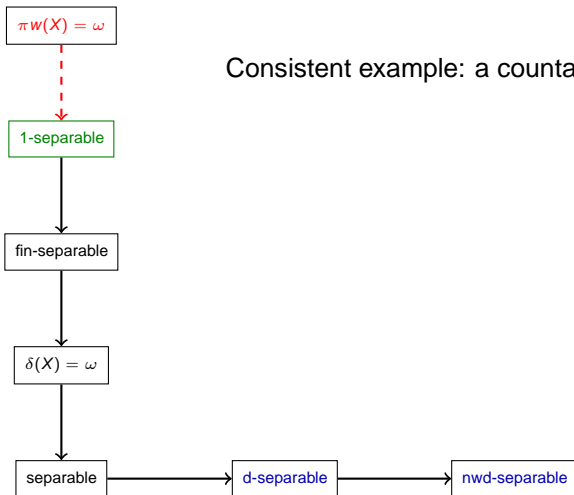 πw(X) = ω
Consistent example: a counta
1-separable
fin-separable
δ(X) = ω
separable
d-separable
nwd-separable